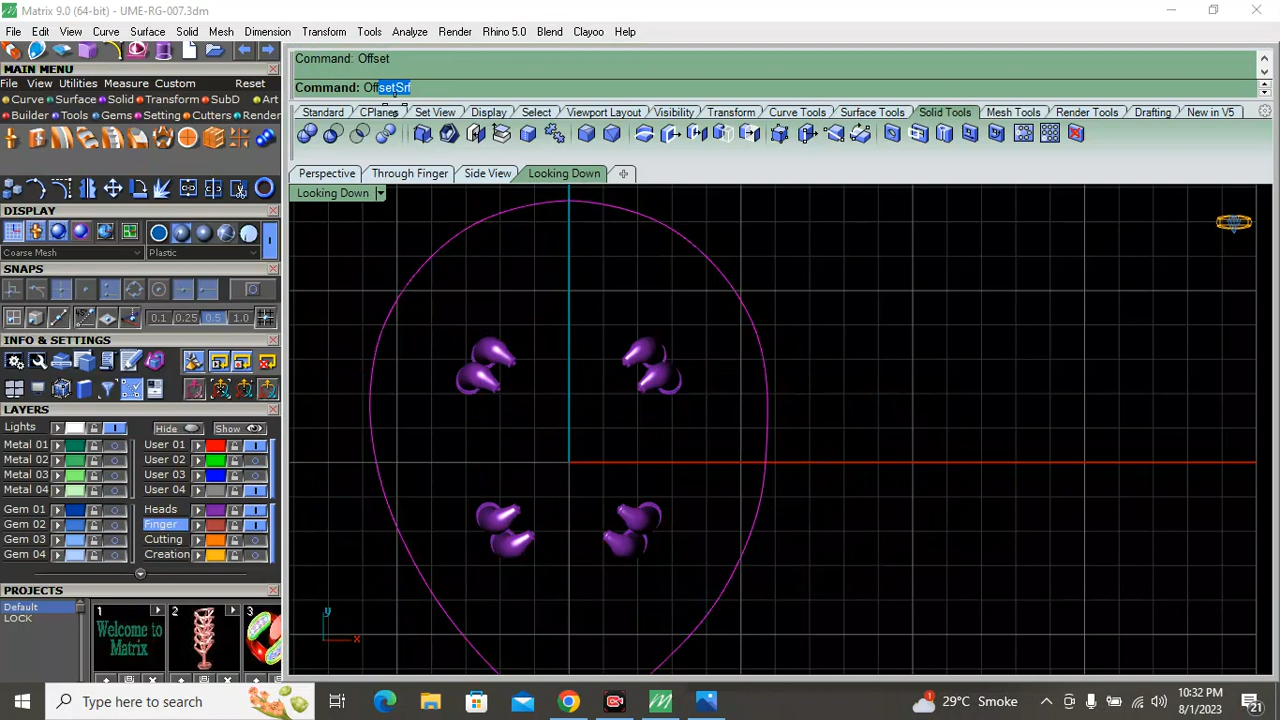 Matrix 9.0 (64-bit) - UME-RG-007.3dm
File Edit View Curve Surface Solid Mesh Dimension Transform Tools Analyze Render Rhino 5.0 Blend Clayoo Help
Command: Offset
Command: OffsetSrf
MAIN MENU
File View Utilities Measure Custom Reset
Curve Surface Solid Transform SubD Art
Builder Tools Gems Setting Cutters Render
Standard CPlanes Set View Display Select Viewport Layout Visibility Transform Curve Tools Surface Tools Solid Tools Mesh Tools Render Tools Drafting New in V5
Perspective Through Finger Side View Looking Down
Looking Down
DISPLAY
Coarse Mesh Plastic
SNAPS
0.1 0.25 0.5 1.0
INFO & SETTINGS
LAYERS
Lights Hide Show
Metal 01 User 01
Metal 02 User 02
Metal 03 User 03
Metal 04 User 04
Gem 01 Heads
Gem 02 Finger
Gem 03 Cutting
Gem 04 Creation
PROJECTS
Default
LOCK
1 2 3
Welcome to
Matrix
y
x
Type here to search
29°C Smoke
10:32 PM
8/1/2023
1
21